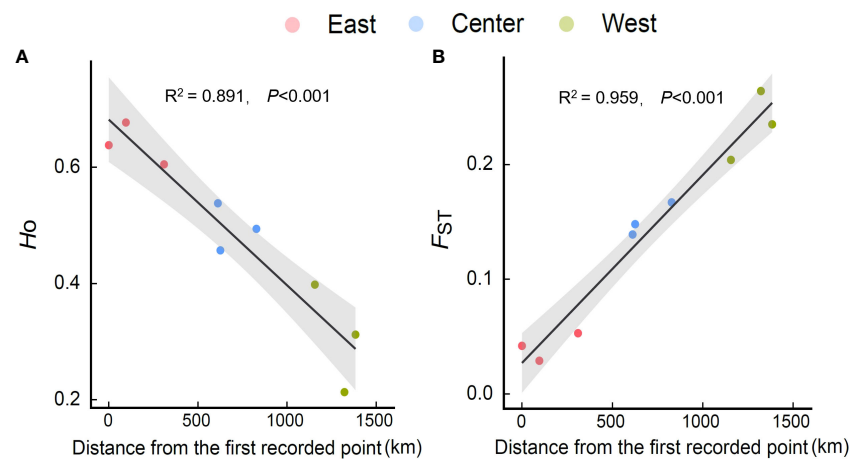 East Center West
A
R² = 0.891, P<0.001
0.6
0.4
0.2
Ho
0 500 1000 1500
Distance from the first recorded point (km)
B
R² = 0.959, P<0.001
0.2
0.1
0.0
FST
0 500 1000 1500
Distance from the first recorded point (km)